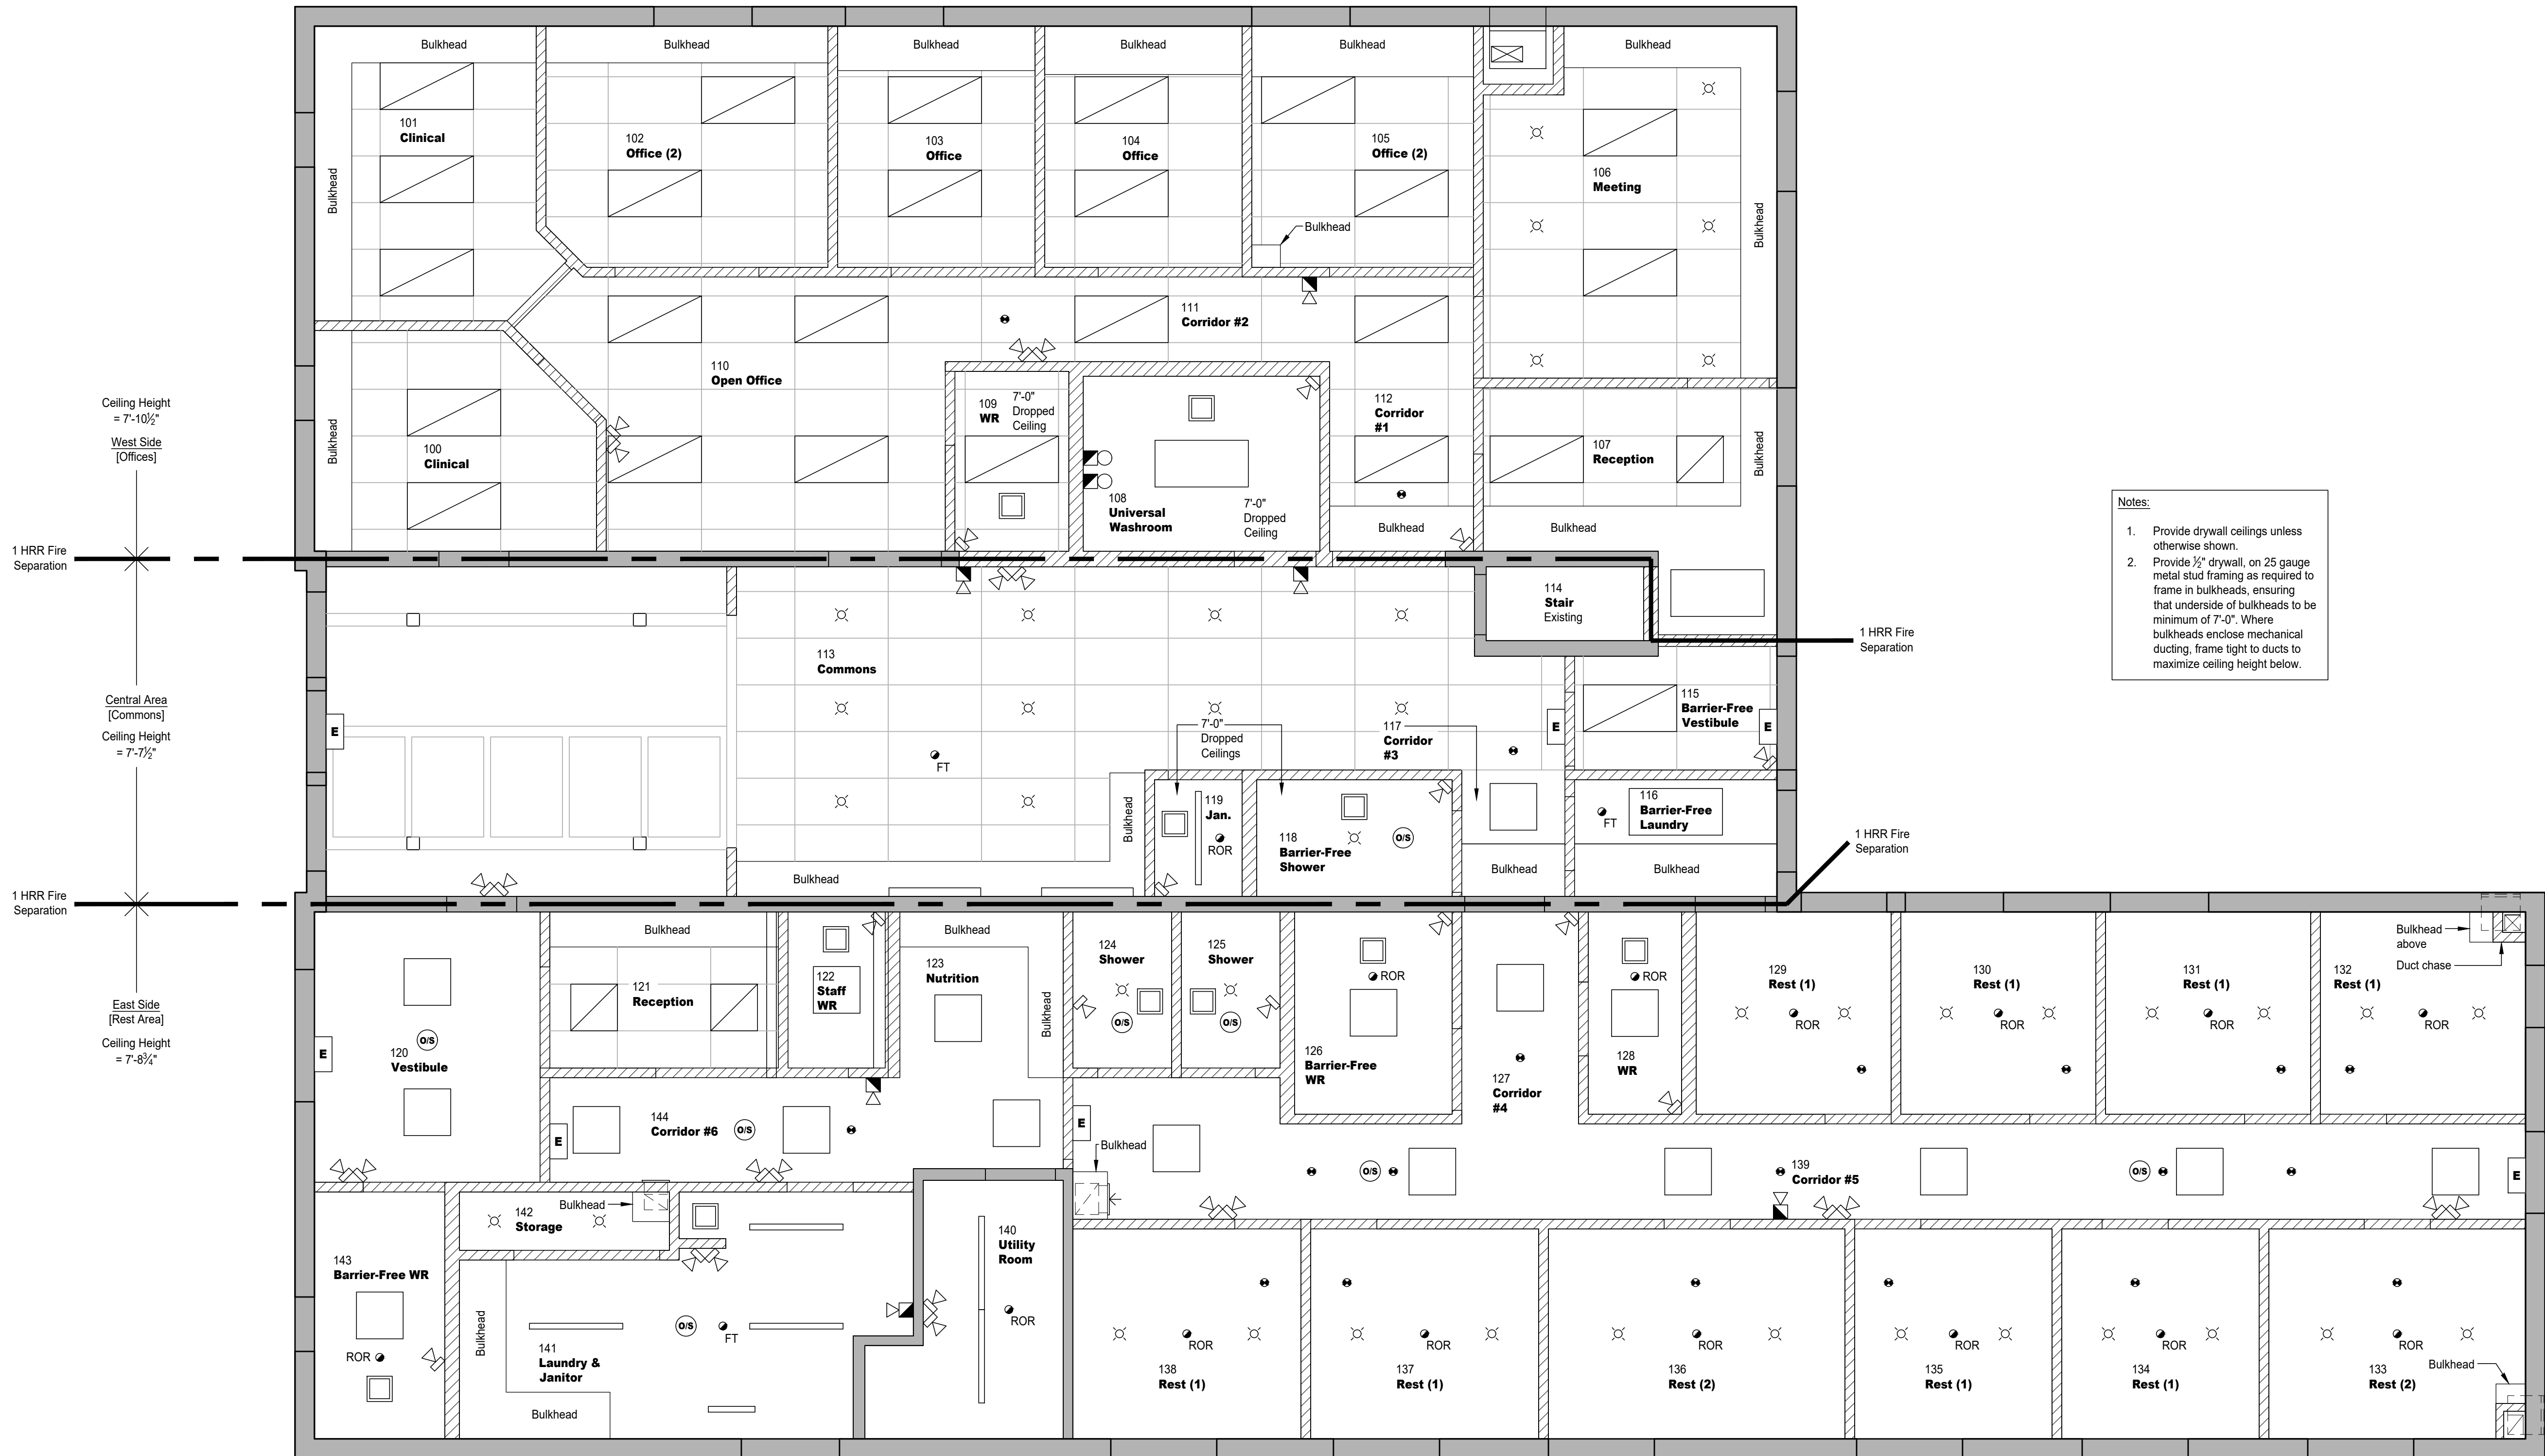 Bulkhead
Bulkhead
Bulkhead
Bulkhead
Bulkhead
Bulkhead
101
Clinical
102
Office (2)
103
Office
104
Office
105
Office (2)
106
Meeting
Bulkhead
Bulkhead
Bulkhead
111
Corridor #2
110
Open Office
Ceiling Height
= 7'-10½"
West Side
[Offices]
109
WR
7'-0"
Dropped
Ceiling
112
Corridor
#1
Bulkhead
100
Clinical
107
Reception
Bulkhead
108
Universal
Washroom
7'-0"
Dropped
Ceiling
Bulkhead
Bulkhead
Notes:
1. Provide drywall ceilings unless
otherwise shown.
2. Provide ½" drywall, on 25 gauge
metal stud framing as required to
frame in bulkheads, ensuring
that underside of bulkheads to be
minimum of 7'-0". Where
bulkheads enclose mechanical
ducting, frame tight to ducts to
maximize ceiling height below.
1 HRR Fire
Separation
114
Stair
Existing
1 HRR Fire
Separation
113
Commons
Central Area
[Commons]
Ceiling Height
= 7'-7½"
E
FT
7'-0"
Dropped
Ceilings
117
Corridor
#3
E
115
Barrier-Free
Vestibule
E
Bulkhead
119
Jan.
ROR
118
Barrier-Free
Shower
O/S
FT
116
Barrier-Free
Laundry
1 HRR Fire
Separation
Bulkhead
Bulkhead
Bulkhead
1 HRR Fire
Separation
East Side
[Rest Area]
Ceiling Height
= 7'-8¾"
Bulkhead
Bulkhead
123
Nutrition
124
Shower
125
Shower
Bulkhead
above
Duct chase
121
Reception
122
Staff
WR
Bulkhead
O/S
O/S
ROR
ROR
129
Rest (1)
ROR
130
Rest (1)
ROR
131
Rest (1)
ROR
132
Rest (1)
ROR
E
O/S
120
Vestibule
126
Barrier-Free
WR
127
Corridor
#4
128
WR
144
Corridor #6
O/S
E
E
Bulkhead
O/S
139
Corridor #5
O/S
E
142
Storage
Bulkhead
140
Utility
Room
143
Barrier-Free WR
ROR
Bulkhead
O/S
FT
ROR
141
Laundry &
Janitor
Bulkhead
ROR
138
Rest (1)
ROR
137
Rest (1)
ROR
136
Rest (2)
ROR
135
Rest (1)
ROR
134
Rest (1)
ROR
133
Rest (2)
Bulkhead